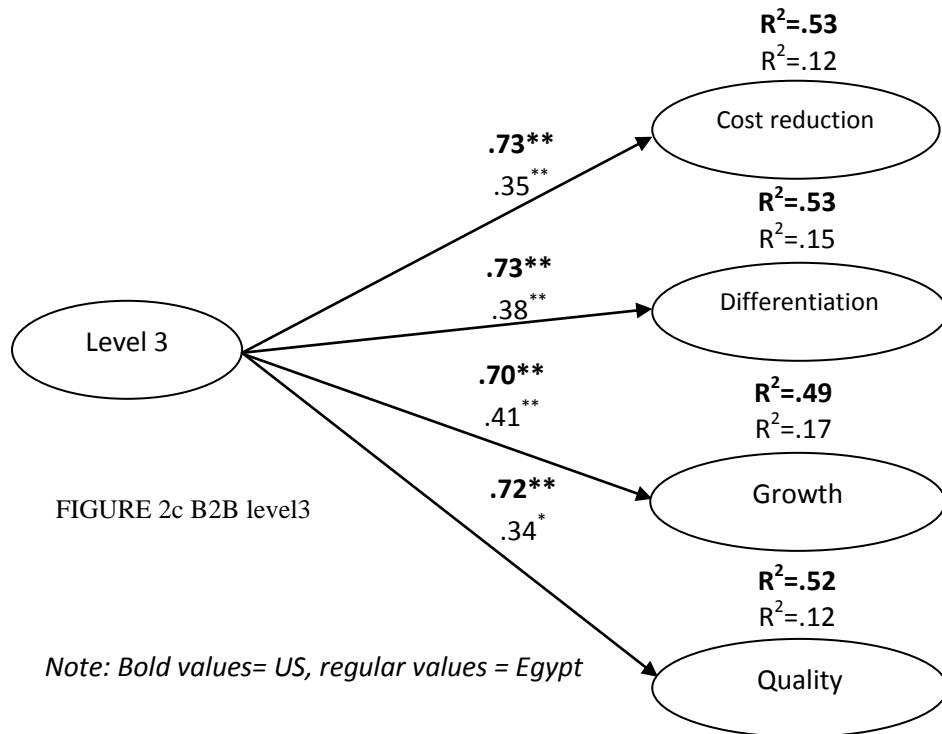 R²=.53
R²=.12
Cost reduction
.73**
.35**
R²=.53
R²=.15
.73**
.38**
Differentiation
Level 3
.70**
.41**
R²=.49
R²=.17
Growth
.72**
.34*
FIGURE 2c B2B level3
R²=.52
R²=.12
Quality
Note: Bold values= US, regular values = Egypt